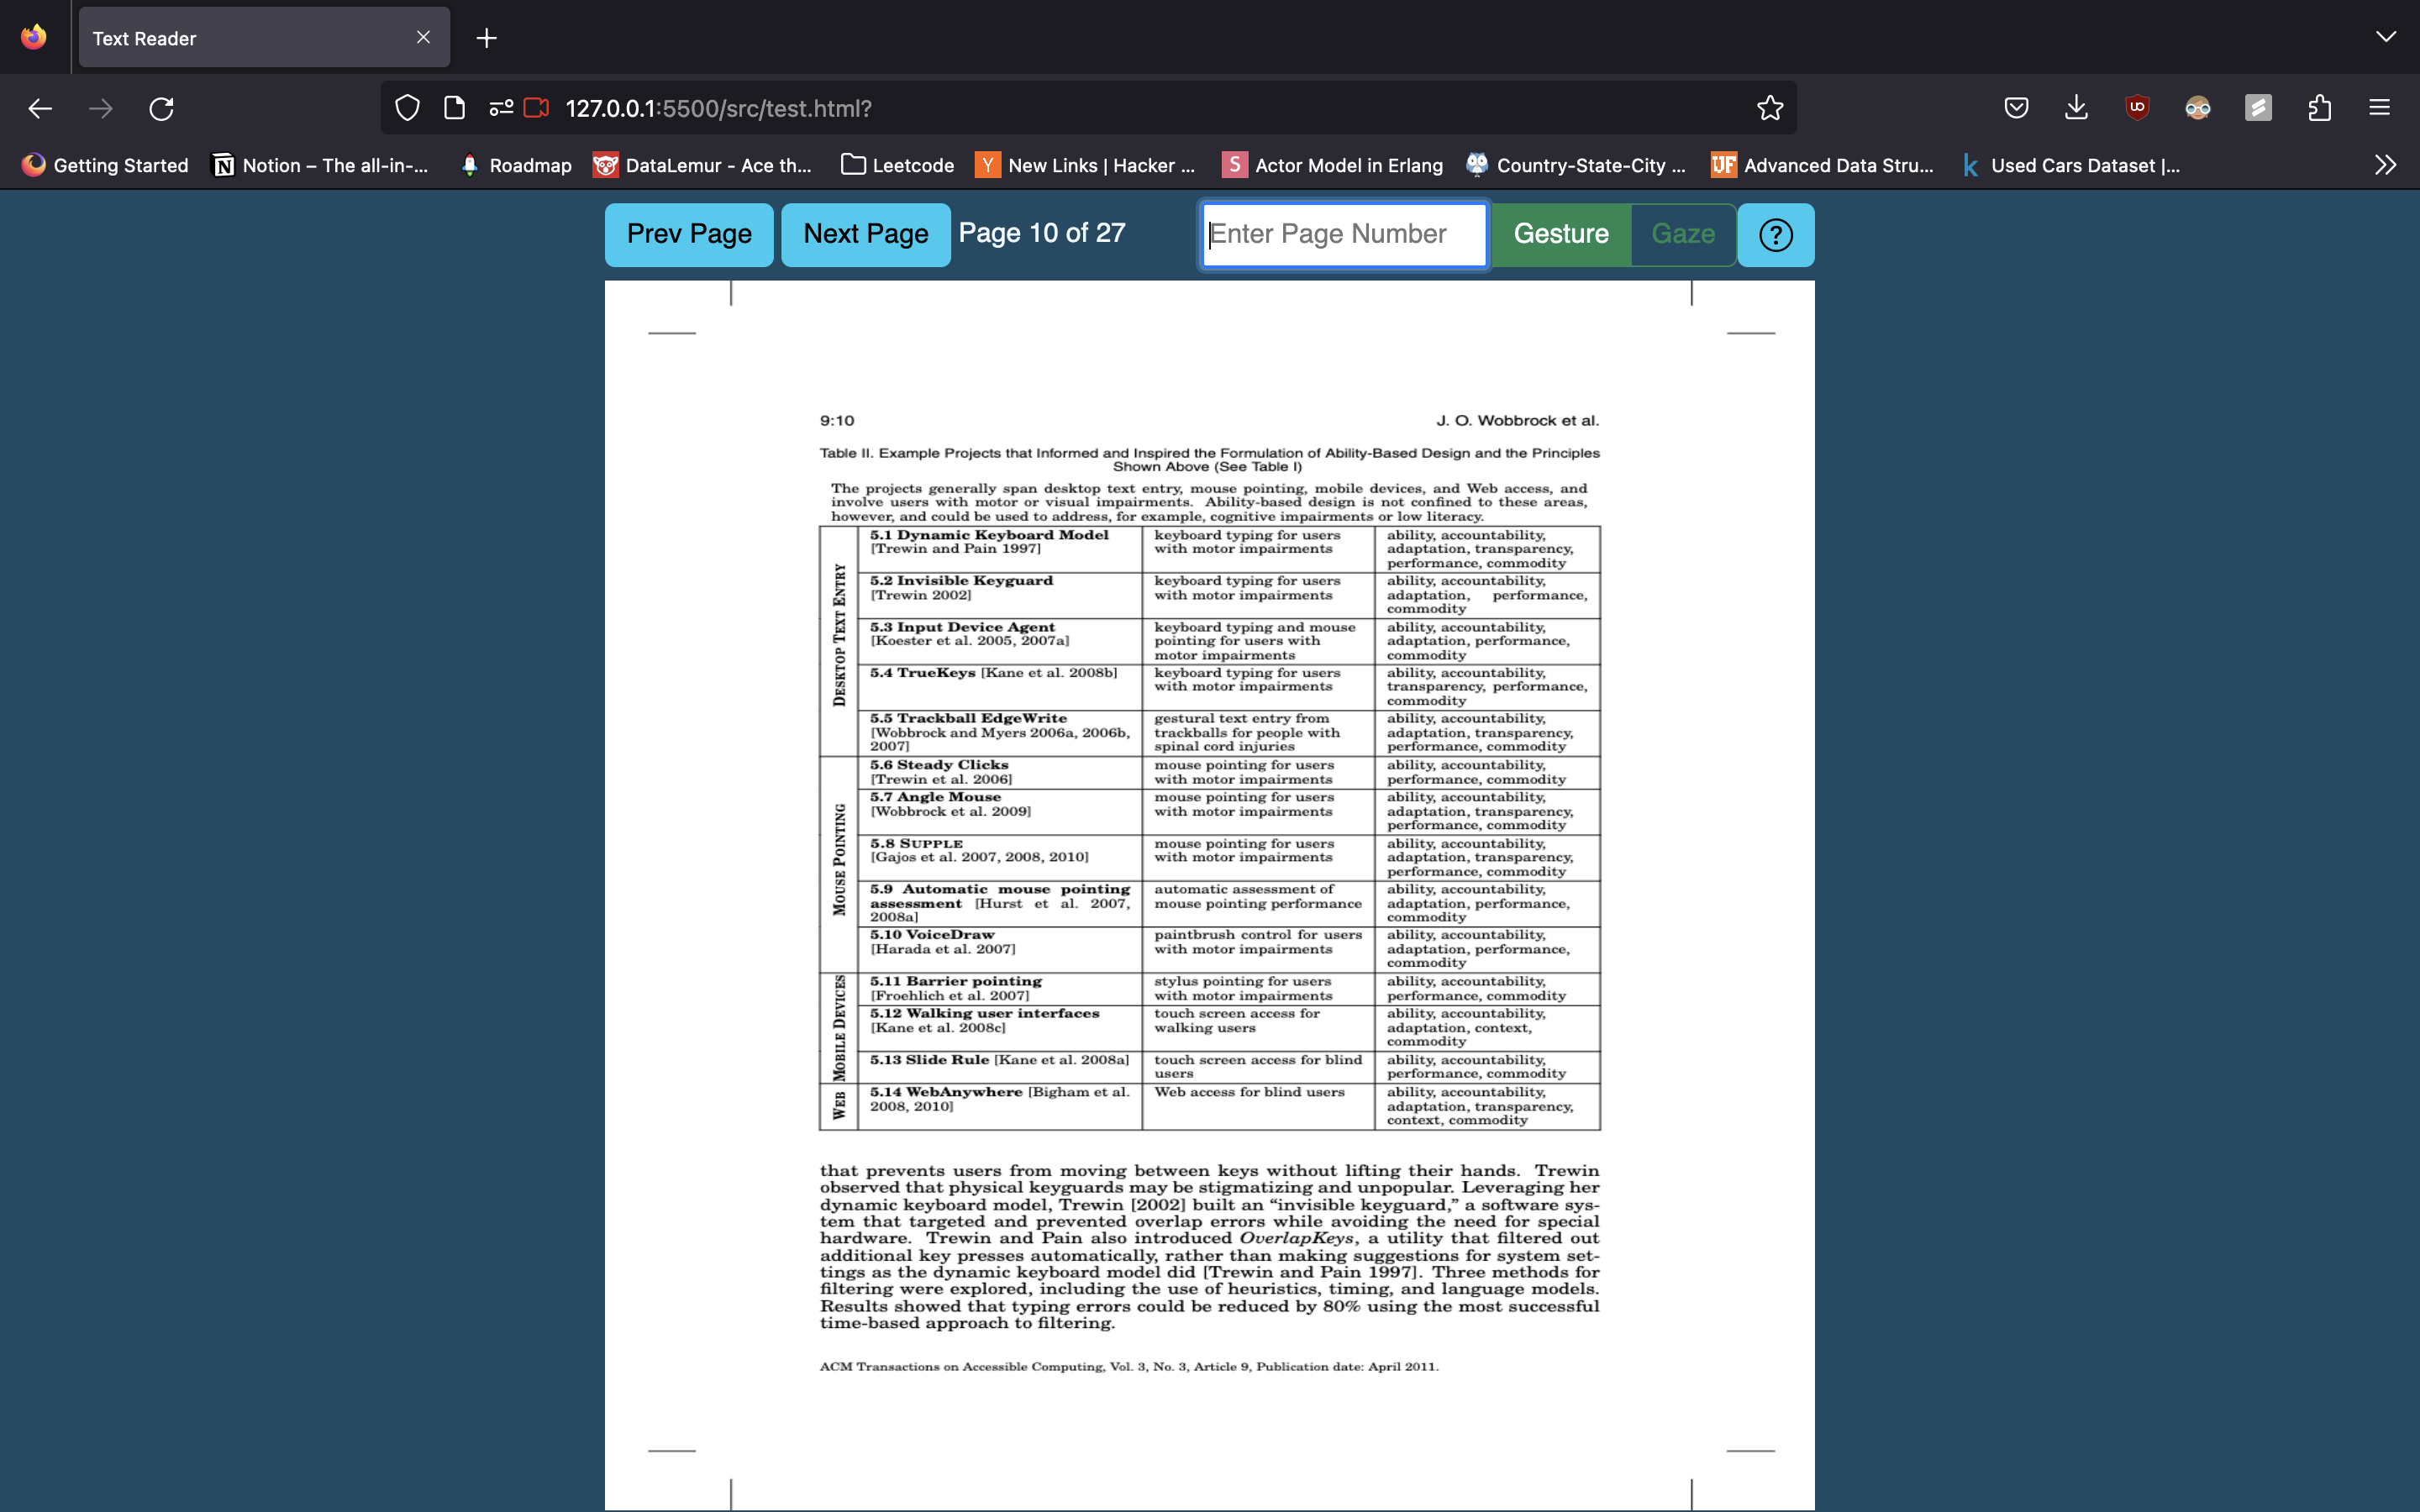 Text Reader
127.0.0.1:5500/src/test.html?
Getting Started
Notion – The all-in-...
Roadmap
DataLemur - Ace th...
Leetcode
New Links | Hacker ...
Actor Model in Erlang
Country-State-City ...
Advanced Data Stru...
Used Cars Dataset |...
Prev Page
Next Page
Page 10 of 27
Enter Page Number
Gesture
Gaze
?
9:10
J. O. Wobbrock et al.
Table II. Example Projects that Informed and Inspired the Formulation of Ability-Based Design and the Principles
Shown Above (See Table I)
The projects generally span desktop text entry, mouse pointing, mobile devices, and Web access, and
involve users with motor or visual impairments. Ability-based design is not confined to these areas,
however, and could be used to address, for example, cognitive impairments or low literacy.
DESKTOP TEXT ENTRY
5.1 Dynamic Keyboard Model
[Trewin and Pain 1997]
keyboard typing for users
with motor impairments
ability, accountability,
adaptation, transparency,
performance, commodity
5.2 Invisible Keyguard
[Trewin 2002]
keyboard typing for users
with motor impairments
ability, accountability,
adaptation, performance,
commodity
5.3 Input Device Agent
[Koester et al. 2005, 2007a]
keyboard typing and mouse
pointing for users with
motor impairments
ability, accountability,
adaptation, performance,
commodity
5.4 TrueKeys [Kane et al. 2008b]
keyboard typing for users
with motor impairments
ability, accountability,
transparency, performance,
commodity
5.5 Trackball EdgeWrite
[Wobbrock and Myers 2006a, 2006b,
2007]
gestural text entry from
trackballs for people with
spinal cord injuries
ability, accountability,
adaptation, transparency,
performance, commodity
MOUSE POINTING
5.6 Steady Clicks
[Trewin et al. 2006]
mouse pointing for users
with motor impairments
ability, accountability,
performance, commodity
5.7 Angle Mouse
[Wobbrock et al. 2009]
mouse pointing for users
with motor impairments
ability, accountability,
adaptation, transparency,
performance, commodity
5.8 SUPPLE
[Gajos et al. 2007, 2008, 2010]
mouse pointing for users
with motor impairments
ability, accountability,
adaptation, transparency,
performance, commodity
5.9 Automatic mouse pointing
assessment [Hurst et al. 2007,
2008a]
automatic assessment of
mouse pointing performance
ability, accountability,
adaptation, performance,
commodity
5.10 VoiceDraw
[Harada et al. 2007]
paintbrush control for users
with motor impairments
ability, accountability,
adaptation, performance,
commodity
MOBILE DEVICES
5.11 Barrier pointing
[Froehlich et al. 2007]
stylus pointing for users
with motor impairments
ability, accountability,
performance, commodity
5.12 Walking user interfaces
[Kane et al. 2008c]
touch screen access for
walking users
ability, accountability,
adaptation, context,
commodity
5.13 Slide Rule [Kane et al. 2008a]
touch screen access for blind
users
ability, accountability,
performance, commodity
WEB
5.14 WebAnywhere [Bigham et al.
2008, 2010]
Web access for blind users
ability, accountability,
adaptation, transparency,
context, commodity
that prevents users from moving between keys without lifting their hands. Trewin
observed that physical keyguards may be stigmatizing and unpopular. Leveraging her
dynamic keyboard model, Trewin [2002] built an “invisible keyguard,” a software sys-
tem that targeted and prevented overlap errors while avoiding the need for special
hardware. Trewin and Pain also introduced OverlapKeys, a utility that filtered out
additional key presses automatically, rather than making suggestions for system set-
tings as the dynamic keyboard model did [Trewin and Pain 1997]. Three methods for
filtering were explored, including the use of heuristics, timing, and language models.
Results showed that typing errors could be reduced by 80% using the most successful
time-based approach to filtering.
ACM Transactions on Accessible Computing, Vol. 3, No. 3, Article 9, Publication date: April 2011.